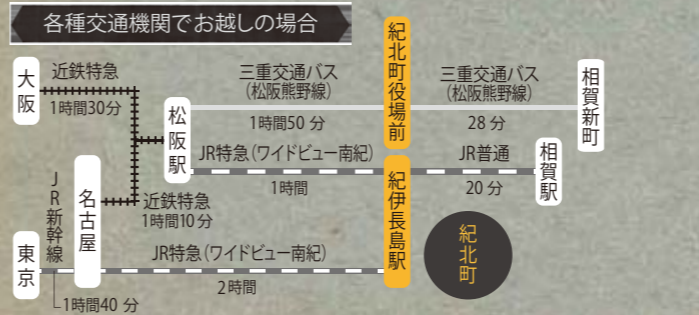 各種交通機関でお越しの場合
大阪
近鉄特急
1時間30分
松阪駅
三重交通バス
(松阪熊野線)
1時間50分
紀北町役場前
三重交通バス
(松阪熊野線)
28分
相賀新町
JR特急(ワイドビュー南紀)
1時間
JR普通
20分
相賀駅
JR新幹線
名古屋
近鉄特急
1時間10分
紀伊長島駅
紀北町
東京
JR特急(ワイドビュー南紀)
2時間
1時間40分